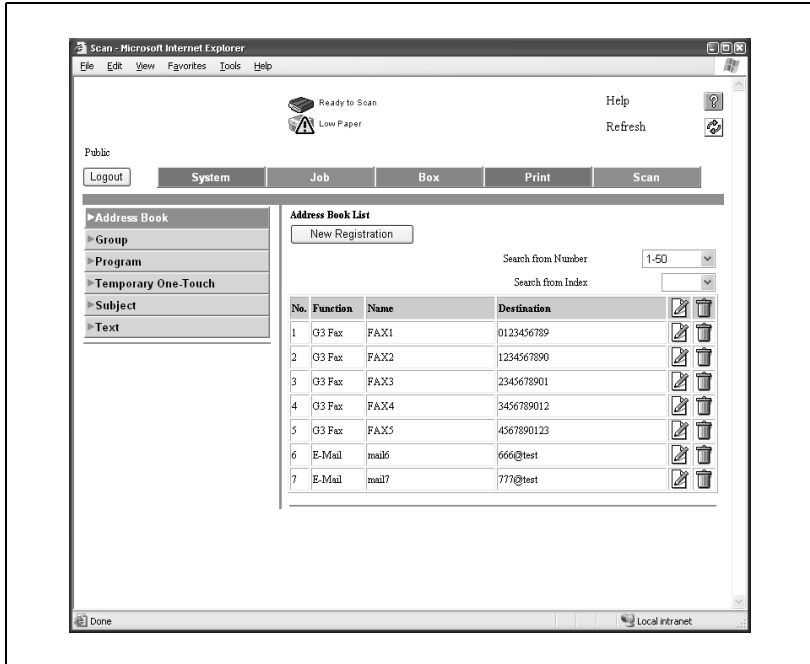 Scan - Microsoft Internet Explorer
File Edit View Favorites Tools Help
Ready to Scan
Low Paper
Help
Refresh
Public
Logout System Job Box Print Scan
Address Book
Group
Program
Temporary One-Touch
Subject
Text
Address Book List
New Registration
Search from Number 1-50
Search from Index
No. Function Name Destination
1 G3 Fax FAX1 0123456789
2 G3 Fax FAX2 1234567890
3 G3 Fax FAX3 2345678901
4 G3 Fax FAX4 3456789012
5 G3 Fax FAX5 4567890123
6 E-Mail mail6 666@test
7 E-Mail mail7 777@test
Done Local intranet